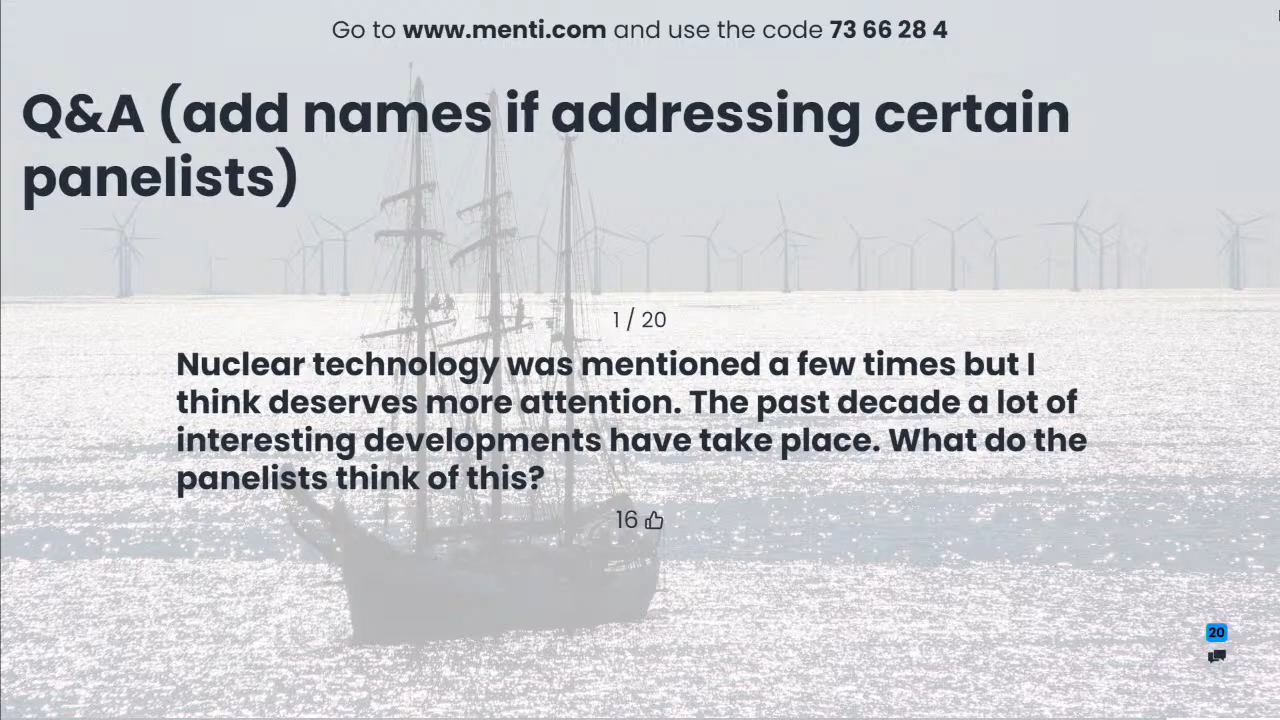 Go to www.menti.com and use the code 73 66 28 4
Q&A (add names if addressing certain
panelists)
1 / 20
Nuclear technology was mentioned a few times but I
think deserves more attention. The past decade a lot of
interesting developments have take place. What do the
panelists think of this?
16
20